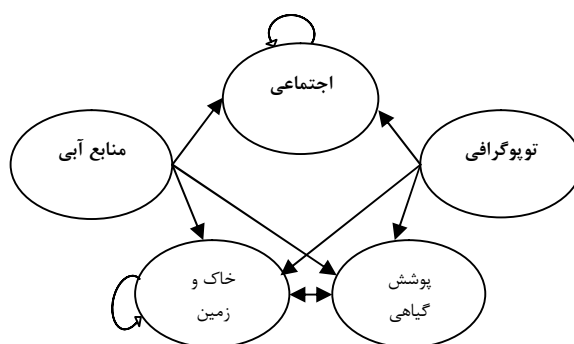 اجتماعی
توپوگرافی
منابع آبی
پوشش
گیاهی
خاک و
زمین